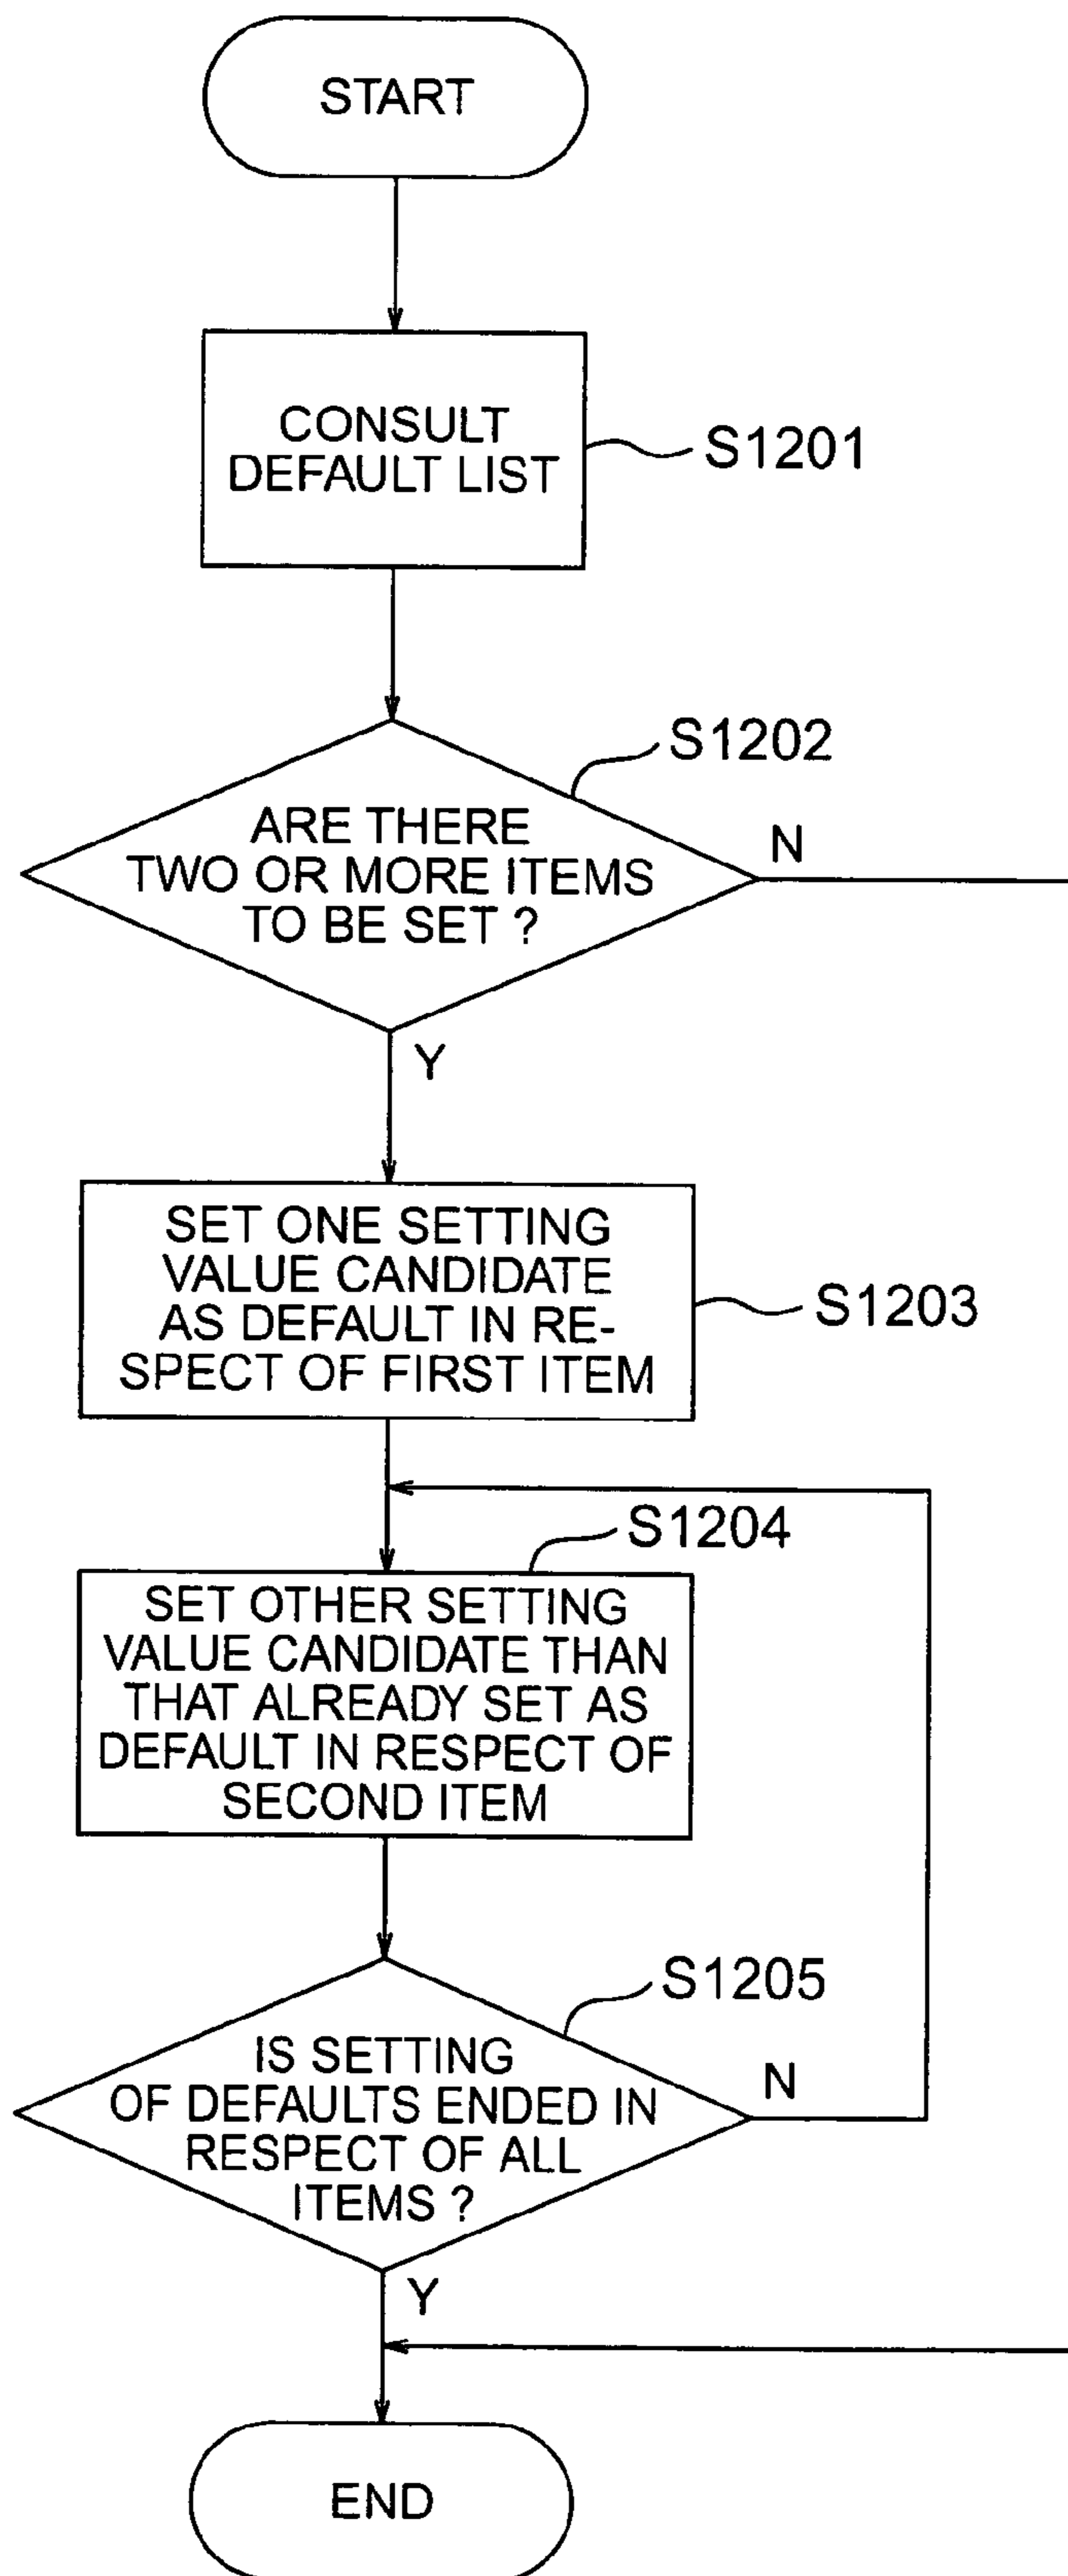 START
CONSULT
DEFAULT LIST
S1201
S1202
ARE THERE
TWO OR MORE ITEMS
TO BE SET ?
N
Y
SET ONE SETTING
VALUE CANDIDATE
AS DEFAULT IN RE-
SPECT OF FIRST ITEM
S1203
S1204
SET OTHER SETTING
VALUE CANDIDATE THAN
THAT ALREADY SET AS
DEFAULT IN RESPECT OF
SECOND ITEM
S1205
IS SETTING
OF DEFAULTS ENDED IN
RESPECT OF ALL
ITEMS ?
N
Y
END